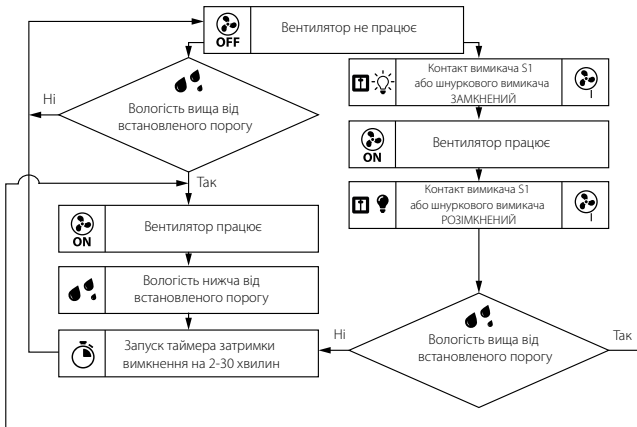 OFF
Вентилятор не працює
Ні
Вологість вища від
встановленого порогу
Так
ON
Вентилятор працює
Вологість нижча від
встановленого порогу
Запуск таймера затримки
вимкнення на 2-30 хвилин
Контакт вимикача S1
або шнуркового вимикача
ЗАМКНЕНИЙ
ON
Вентилятор працює
Контакт вимикача S1
або шнуркового вимикача
РОЗІМКНЕНИЙ
Ні
Вологість вища від
встановленого порогу
Так